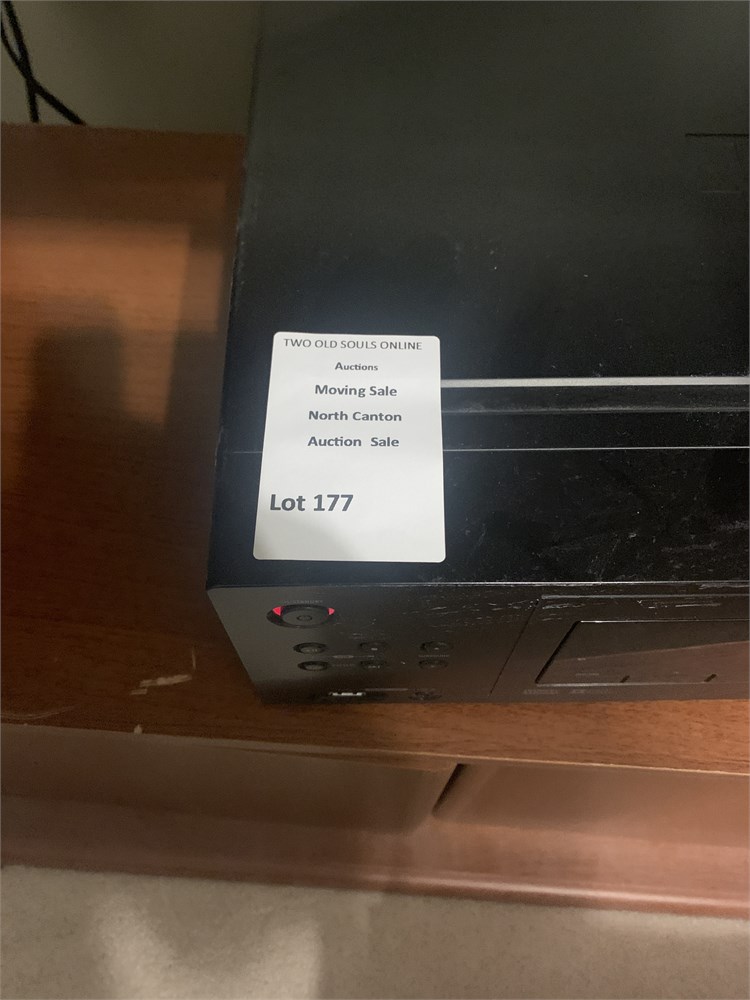 TWO OLD SOULS ONLINE
Auctions
Moving Sale
North Canton
Auction Sale
Lot 177